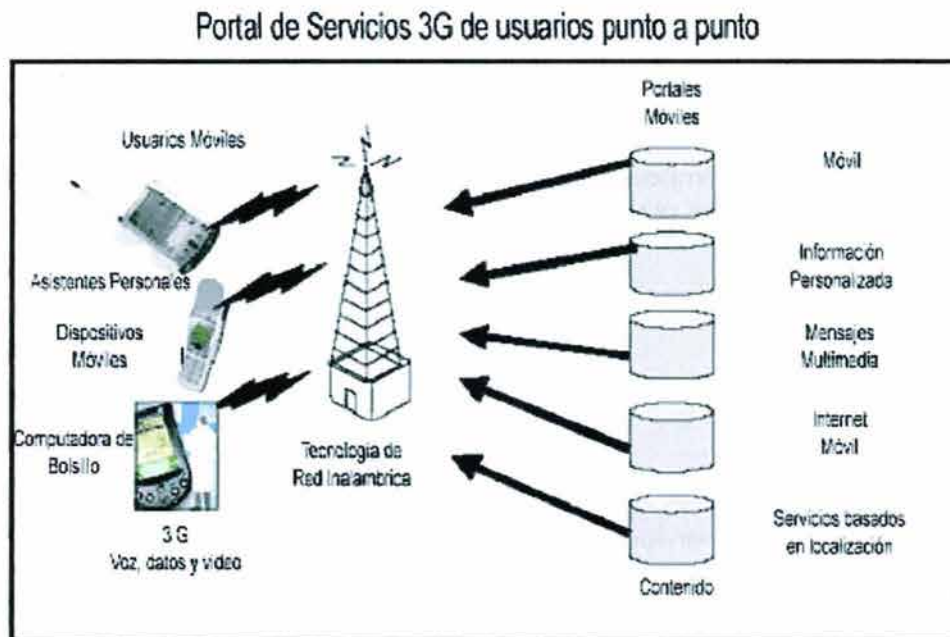 Portal de Servicios 3G de usuarios punto a punto
Usuarios Móviles
Asistentes Personales
Dispositivos
Móviles
Computadora de
Bolsillo
3 G
Voz, datos y video
Tecnología de
Red Inalambrica
Portales
Móviles
Móvil
Información
Personalizada
Mensajes
Multimedia
Internet
Móvil
Servicios basados
en localización
Contenido